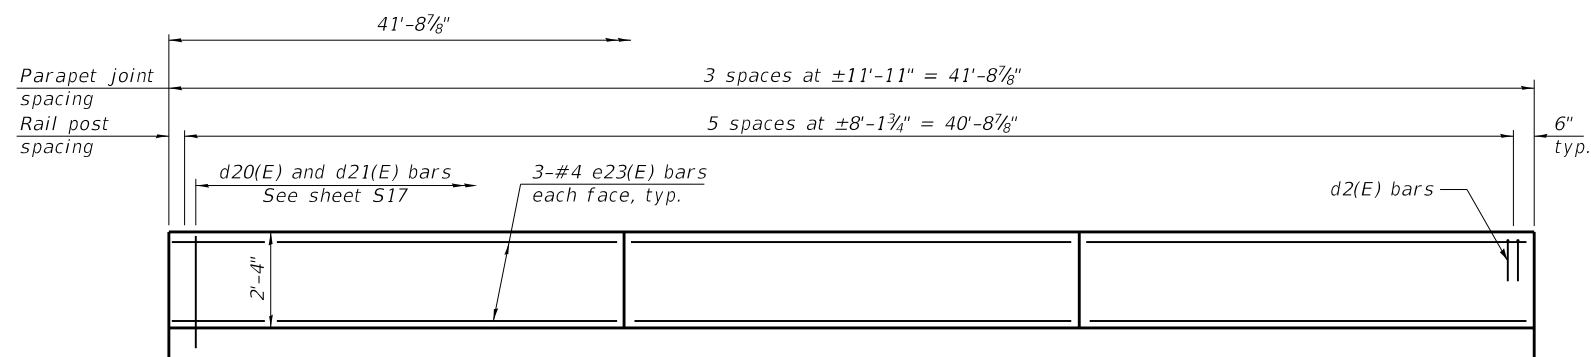 41'-8⅞"
Parapet joint
spacing
3 spaces at ±11'-11" = 41'-8⅞"
Rail post
spacing
5 spaces at ±8'-1¾" = 40'-8⅞"
6"
typ.
d20(E) and d21(E) bars
See sheet S17
3-#4 e23(E) bars
each face, typ.
d2(E) bars
2'-4"